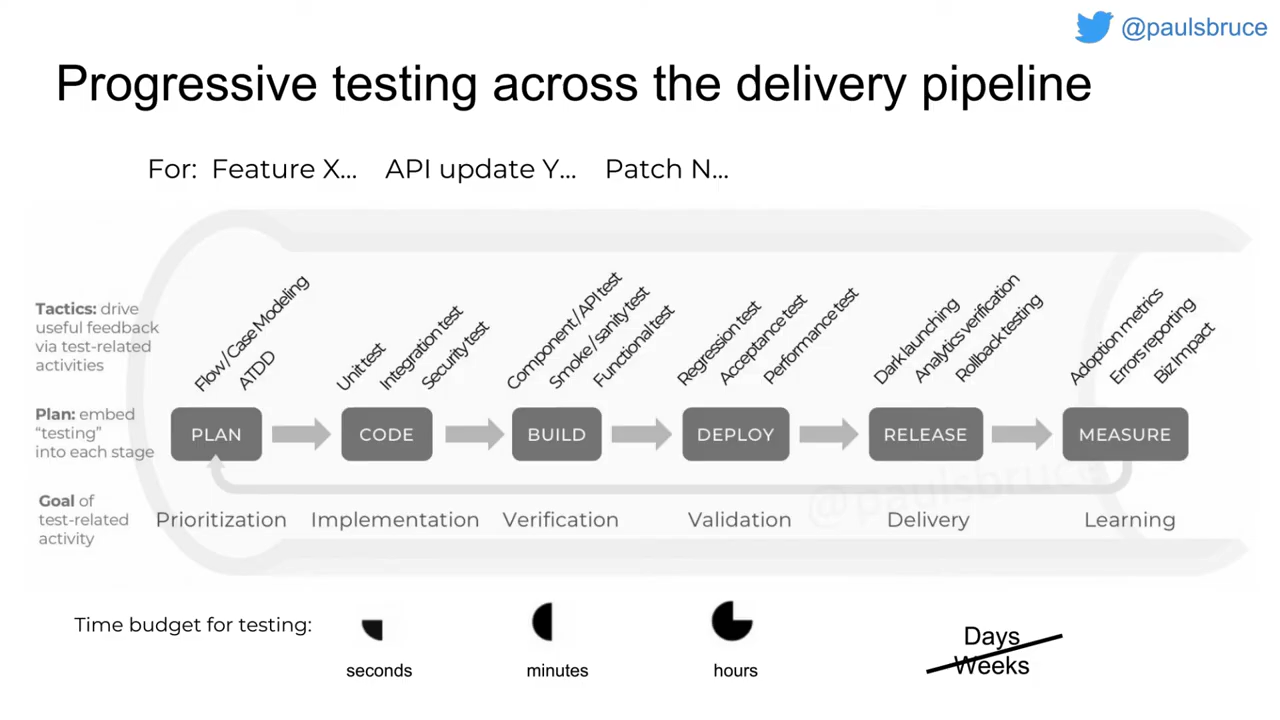 @paulsbruce
Progressive testing across the delivery pipeline
For: Feature X... API update Y... Patch N...
Tactics: drive
useful feedback
via test-related
activities
Flow / Case Modeling
ATDD
Unit test
Integration test
Security test
Component / API test
Smoke / sanity test
Functional test
Regression test
Acceptance test
Performance test
Dark launching
Analytics verification
Rollback testing
Adoption metrics
Errors reporting
Biz Impact
Plan: embed
"testing"
into each stage
PLAN
CODE
BUILD
DEPLOY
RELEASE
MEASURE
@paulsbruce
Goal of
test-related
activity
Prioritization
Implementation
Verification
Validation
Delivery
Learning
Time budget for testing:
seconds
minutes
hours
Days
Weeks